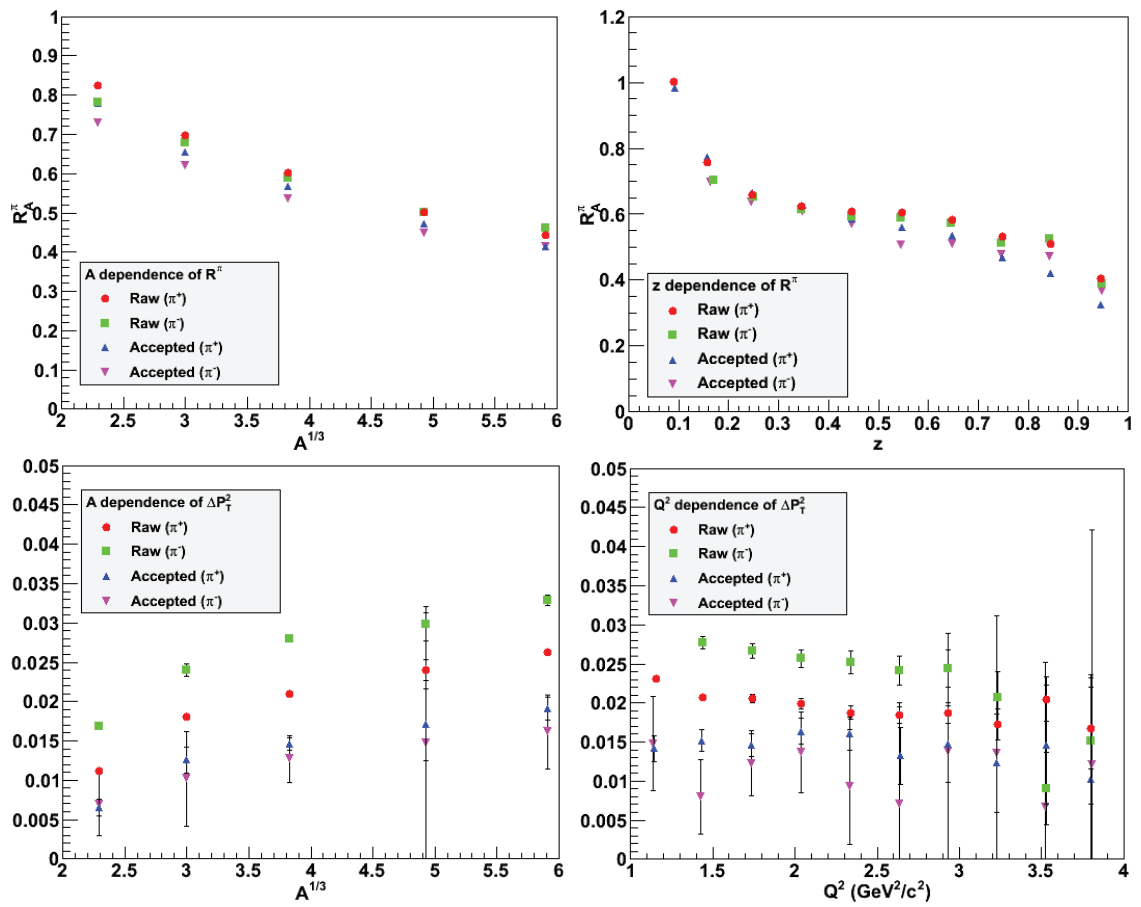 1
0.9
0.8
0.7
0.6
0.5
0.4
0.3
0.2
0.1
0
R_A^π
A dependence of R^π
Raw (π⁺)
Raw (π⁻)
Accepted (π⁺)
Accepted (π⁻)
2 2.5 3 3.5 4 4.5 5 5.5 6
A^1/3
1.2
1
0.8
0.6
0.4
0.2
0
R_A^π
z dependence of R^π
Raw (π⁺)
Raw (π⁻)
Accepted (π⁺)
Accepted (π⁻)
0 0.1 0.2 0.3 0.4 0.5 0.6 0.7 0.8 0.9 1
z
0.05
0.045
0.04
0.035
0.03
0.025
0.02
0.015
0.01
0.005
0
A dependence of ΔP_T^2
Raw (π⁺)
Raw (π⁻)
Accepted (π⁺)
Accepted (π⁻)
2 2.5 3 3.5 4 4.5 5 5.5 6
A^1/3
0.05
0.045
0.04
0.035
0.03
0.025
0.02
0.015
0.01
0.005
0
Q² dependence of ΔP_T^2
Raw (π⁺)
Raw (π⁻)
Accepted (π⁺)
Accepted (π⁻)
1 1.5 2 2.5 3 3.5 4
Q² (GeV²/c²)